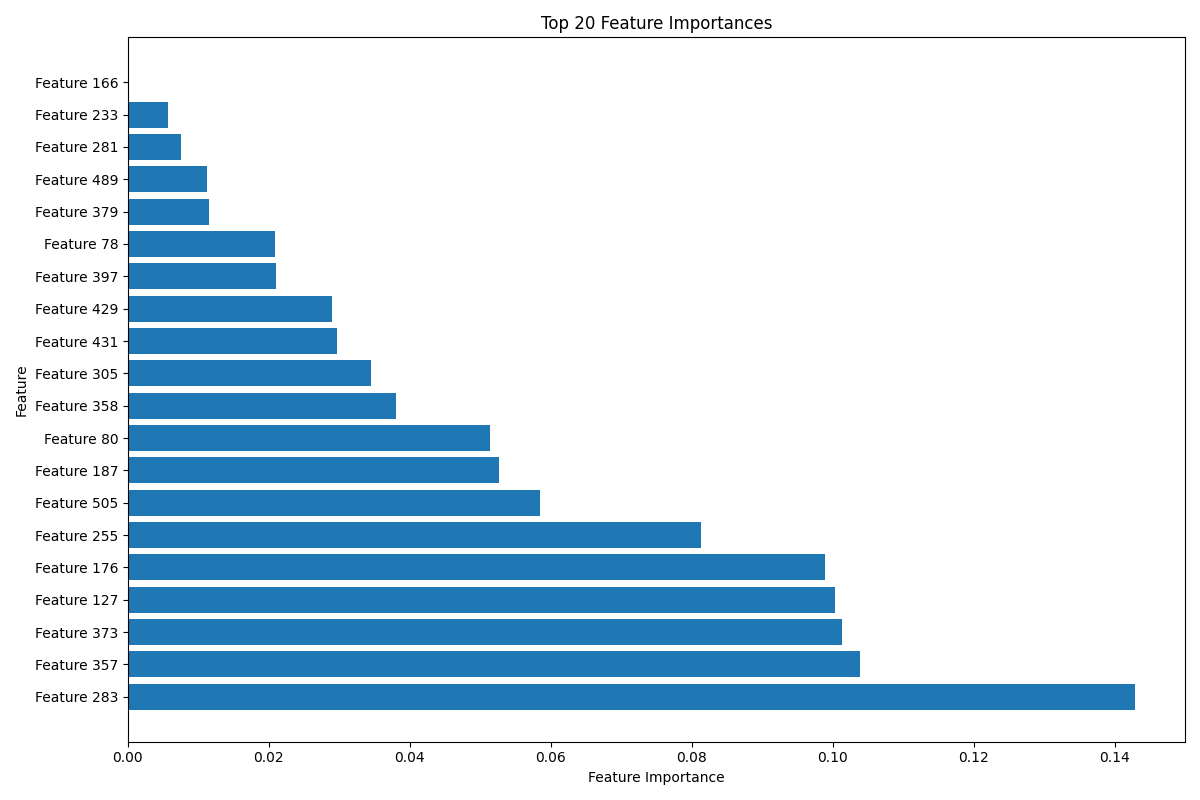 Top 20 Feature Importances
Feature
Feature 166
Feature 233
Feature 281
Feature 489
Feature 379
Feature 78
Feature 397
Feature 429
Feature 431
Feature 305
Feature 358
Feature 80
Feature 187
Feature 505
Feature 255
Feature 176
Feature 127
Feature 373
Feature 357
Feature 283
0.00 0.02 0.04 0.06 0.08 0.10 0.12 0.14
Feature Importance